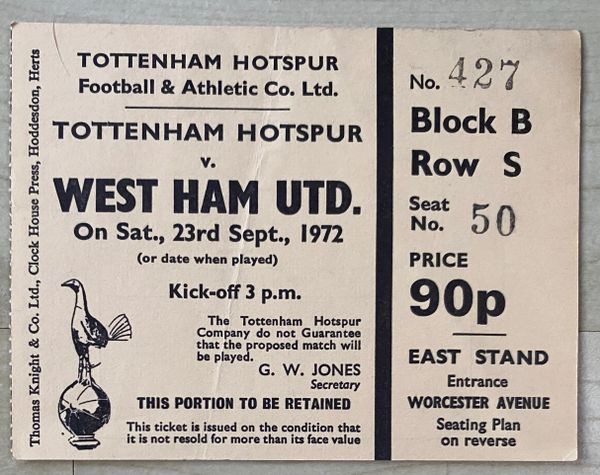 Thomas Knight & Co. Ltd., Clock House Press, Hoddesdon, Herts
TOTTENHAM HOTSPUR
Football & Athletic Co. Ltd.
TOTTENHAM HOTSPUR
v.
WEST HAM UTD.
On Sat., 23rd Sept., 1972
(or date when played)
Kick-off 3 p.m.
The Tottenham Hotspur
Company do not Guarantee
that the proposed match will
be played.
G. W. JONES
Secretary
THIS PORTION TO BE RETAINED
This ticket is issued on the condition that
it is not resold for more than its face value
No. 427
Block B
Row S
Seat
No. 50
PRICE
90p
EAST STAND
Entrance
WORCESTER AVENUE
Seating Plan
on reverse